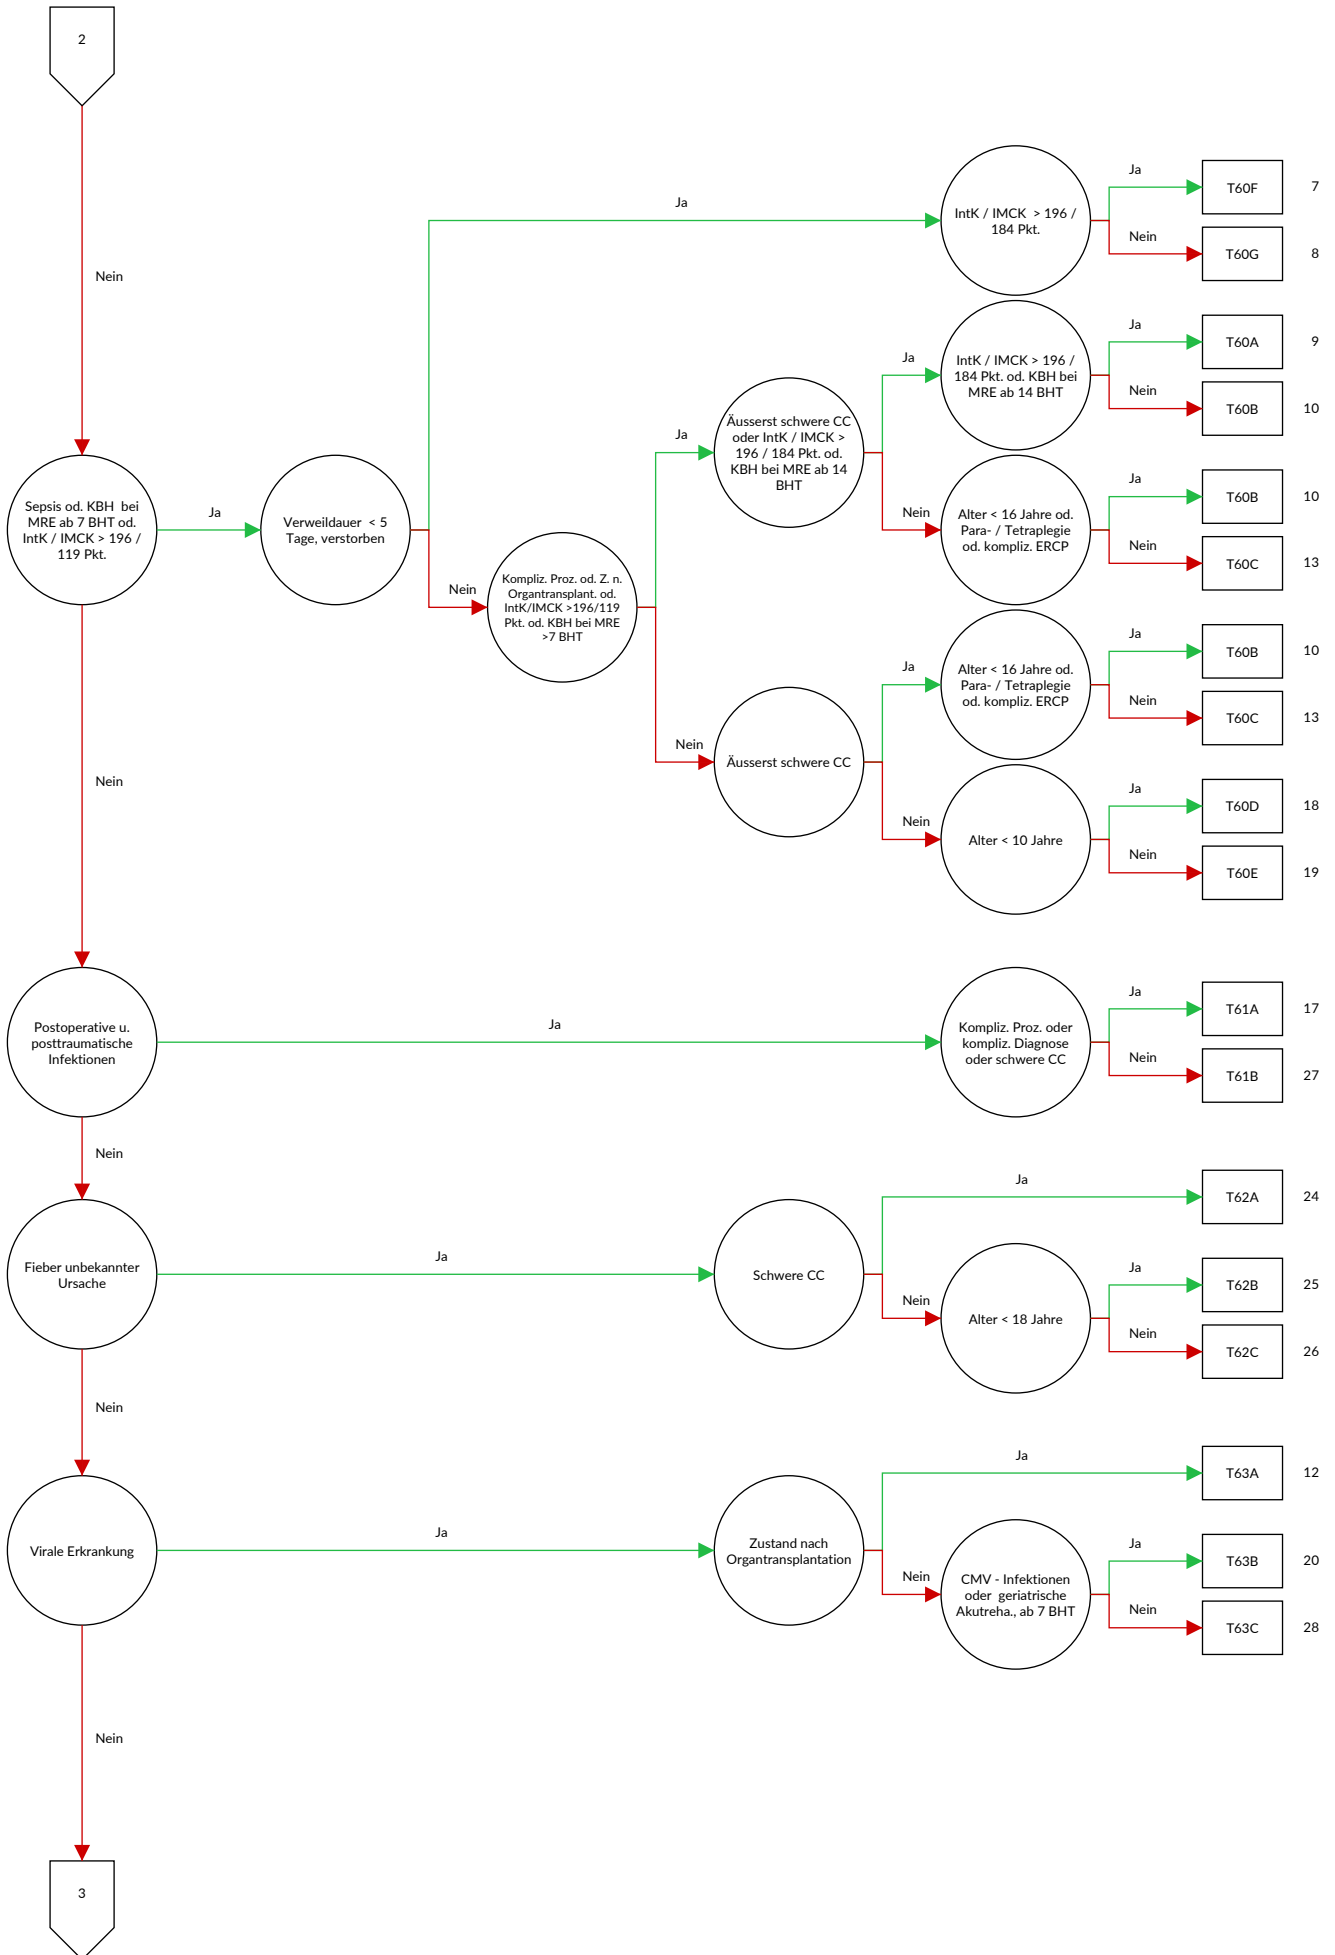 2
Nein
Ja
IntK / IMCK > 196 /
184 Pkt.
Ja
T60F
7
Nein
T60G
8
Sepsis od. KBH bei
MRE ab 7 BHT od.
IntK / IMCK > 196 /
119 Pkt.
Ja
Verweildauer < 5
Tage, verstorben
Nein
Kompliz. Proz. od. Z. n.
Organtransplant. od.
IntK/IMCK >196/119
Pkt. od. KBH bei MRE
>7 BHT
Ja
Äusserst schwere CC
oder IntK / IMCK >
196 / 184 Pkt. od.
KBH bei MRE ab 14
BHT
Ja
IntK / IMCK > 196 /
184 Pkt. od. KBH bei
MRE ab 14 BHT
Ja
T60A
9
Nein
T60B
10
Nein
Alter < 16 Jahre od.
Para- / Tetraplegie
od. kompliz. ERCP
Ja
T60B
10
Nein
T60C
13
Nein
Äusserst schwere CC
Ja
Alter < 16 Jahre od.
Para- / Tetraplegie
od. kompliz. ERCP
Ja
T60B
10
Nein
T60C
13
Nein
Alter < 10 Jahre
Ja
T60D
18
Nein
T60E
19
Nein
Postoperative u.
posttraumatische
Infektionen
Ja
Kompliz. Proz. oder
kompliz. Diagnose
oder schwere CC
Ja
T61A
17
Nein
T61B
27
Nein
Fieber unbekannter
Ursache
Ja
Schwere CC
Ja
T62A
24
Nein
Alter < 18 Jahre
Ja
T62B
25
Nein
T62C
26
Nein
Virale Erkrankung
Ja
Zustand nach
Organtransplantation
Ja
T63A
12
Nein
CMV - Infektionen
oder geriatrische
Akutreha., ab 7 BHT
Ja
T63B
20
Nein
T63C
28
Nein
3